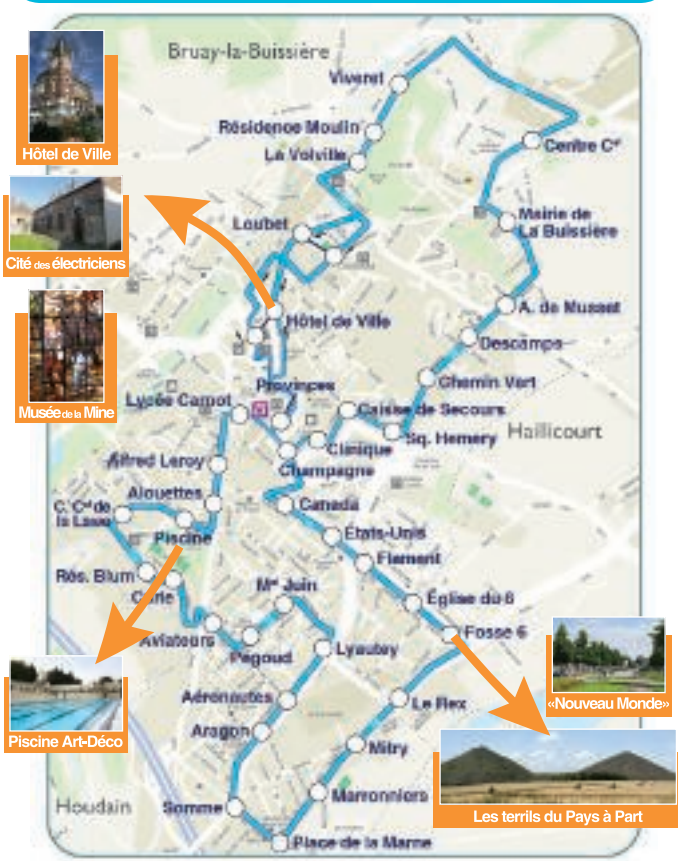 Bruay-la-Buissière
Viveret
Résidence Moulin
La Volville
Centre Cᵃˡ
Hôtel de Ville
Cité des électriciens
Loubet
Mairie de
La Buissière
A. de Musset
Musée de la Mine
Hôtel de Ville
Descamps
Provinces
Chemin Vert
Lycée Carnot
Caisse de Secours
Clinique
Sq. Hemery
Haillicourt
Champagne
Alfred Leroy
Alouettes
Canada
C. Cᵃˡ de
la Lawe
Piscine
États-Unis
Flament
Rés. Blum
Mᵃˡ Juin
Église du 6
Aviateurs
Pégoud
Lyautey
Fosse 6
«Nouveau Monde»
Piscine Art-Déco
Aéronautes
Le Rex
Aragon
Mitry
Houdain
Somme
Marronniers
Les terrils du Pays à Part
Place de la Marne